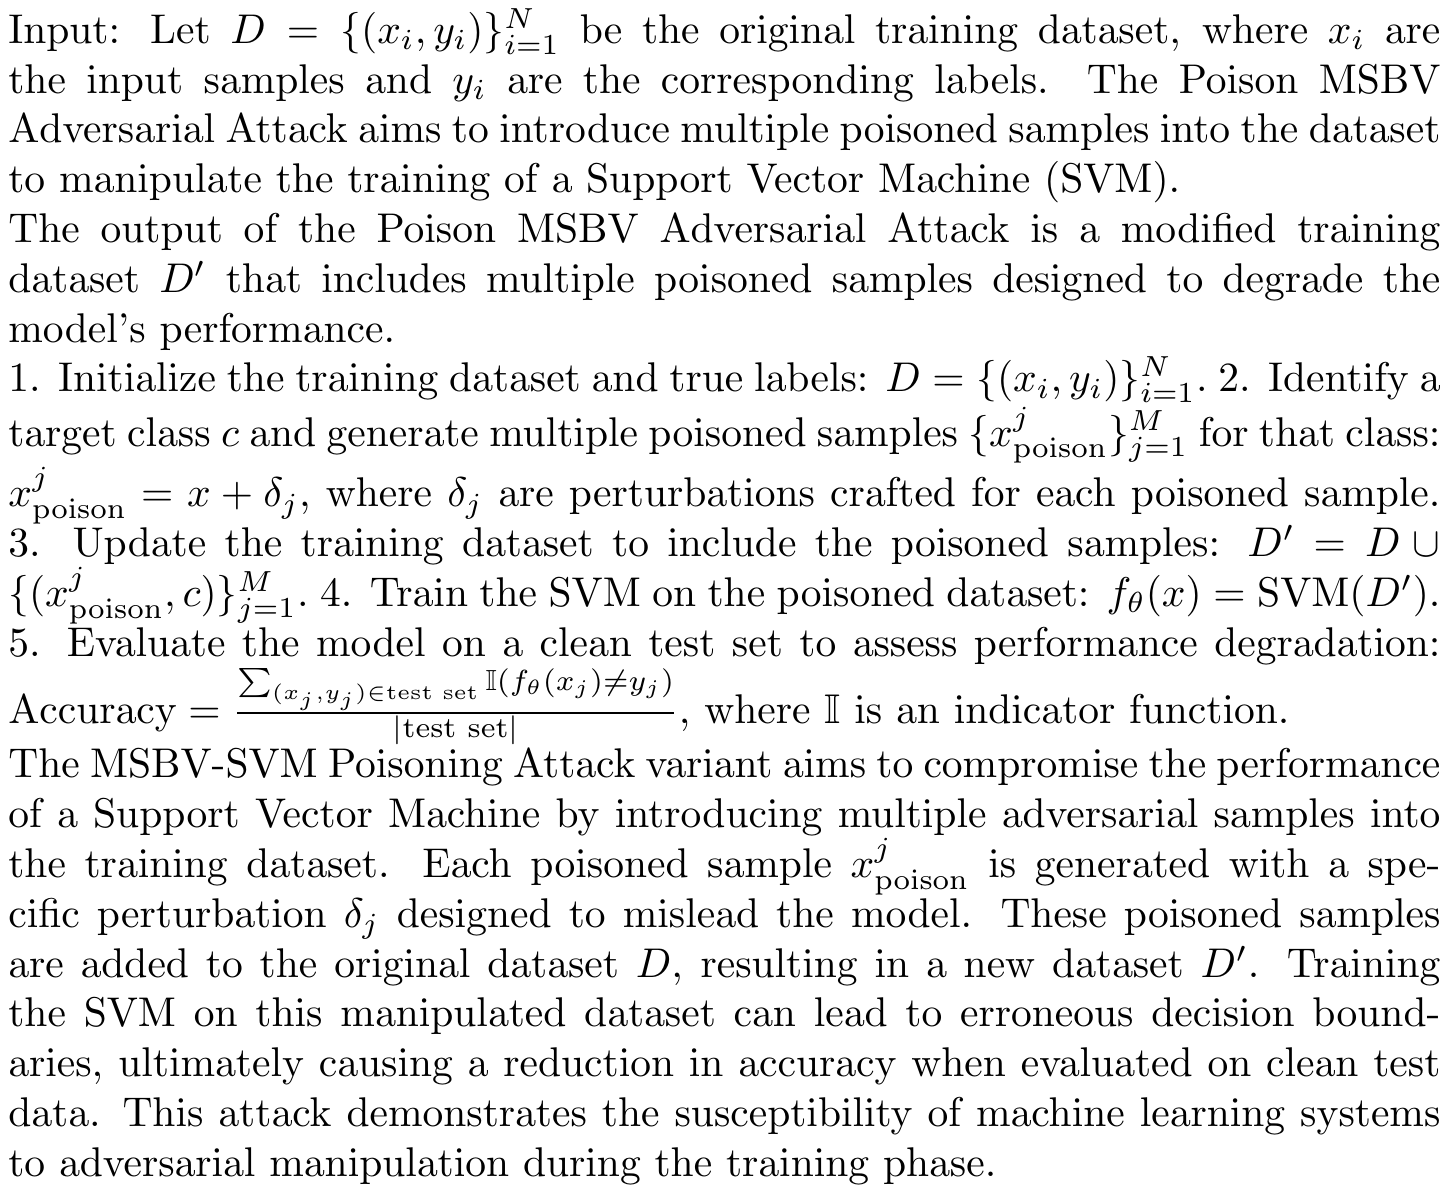 Input: Let $D = \{(x_i, y_i)\}_{i=1}^{N}$ be the original training dataset, where $x_i$ are
the input samples and $y_i$ are the corresponding labels. The Poison MSBV
Adversarial Attack aims to introduce multiple poisoned samples into the dataset
to manipulate the training of a Support Vector Machine (SVM).
The output of the Poison MSBV Adversarial Attack is a modified training
dataset $D'$ that includes multiple poisoned samples designed to degrade the
model's performance.
1. Initialize the training dataset and true labels: $D = \{(x_i, y_i)\}_{i=1}^{N}$. 2. Identify a
target class $c$ and generate multiple poisoned samples $\{x_{\text{poison}}^{j}\}_{j=1}^{M}$ for that class:
$x_{\text{poison}}^{j} = x + \delta_j$, where $\delta_j$ are perturbations crafted for each poisoned sample.
3. Update the training dataset to include the poisoned samples: $D' = D \cup$
$\{(x_{\text{poison}}^{j}, c)\}_{j=1}^{M}$. 4. Train the SVM on the poisoned dataset: $f_\theta(x) = \text{SVM}(D')$.
5. Evaluate the model on a clean test set to assess performance degradation:
Accuracy = $\frac{\sum_{(x_j, y_j) \in \text{test set}} \mathbb{I}(f_\theta(x_j) \neq y_j)}{|\text{test set}|}$, where $\mathbb{I}$ is an indicator function.
The MSBV-SVM Poisoning Attack variant aims to compromise the performance
of a Support Vector Machine by introducing multiple adversarial samples into
the training dataset. Each poisoned sample $x_{\text{poison}}^{j}$ is generated with a spe-
cific perturbation $\delta_j$ designed to mislead the model. These poisoned samples
are added to the original dataset $D$, resulting in a new dataset $D'$. Training
the SVM on this manipulated dataset can lead to erroneous decision bound-
aries, ultimately causing a reduction in accuracy when evaluated on clean test
data. This attack demonstrates the susceptibility of machine learning systems
to adversarial manipulation during the training phase.